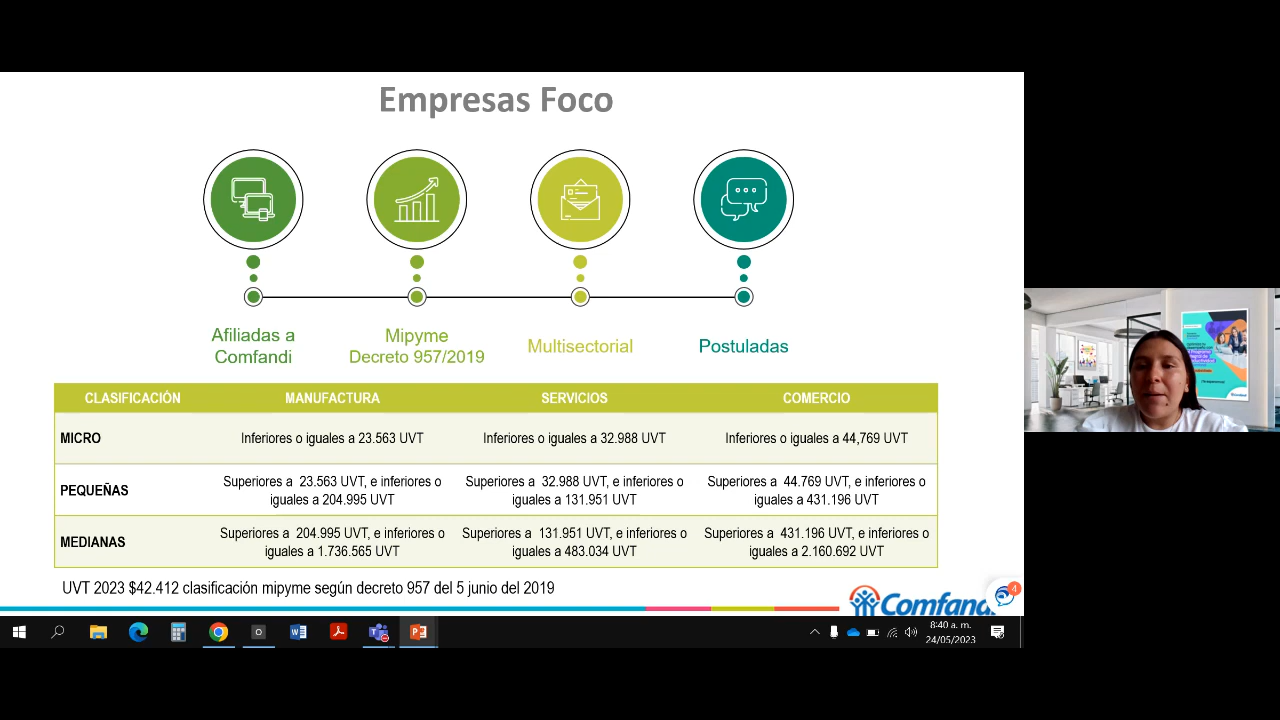 Empresas Foco
Afiliadas a
Comfandi
Mipyme
Decreto 957/2019
Multisectorial
Postuladas
CLASIFICACIÓN MANUFACTURA SERVICIOS COMERCIO
MICRO Inferiores o iguales a 23.563 UVT Inferiores o iguales a 32.988 UVT Inferiores o iguales a 44,769 UVT
PEQUEÑAS
Superiores a 23.563 UVT, e inferiores o
iguales a 204.995 UVT
Superiores a 32.988 UVT, e inferiores o
iguales a 131.951 UVT
Superiores a 44.769 UVT, e inferiores o
iguales a 431.196 UVT
MEDIANAS
Superiores a 204.995 UVT, e inferiores o
iguales a 1.736.565 UVT
Superiores a 131.951 UVT, e inferiores o
iguales a 483.034 UVT
Superiores a 431.196 UVT, e inferiores o
iguales a 2.160.692 UVT
UVT 2023 $42.412 clasificación mipyme según decreto 957 del 5 junio del 2019
Comfand
4
8:40 a. m.
24/05/2023